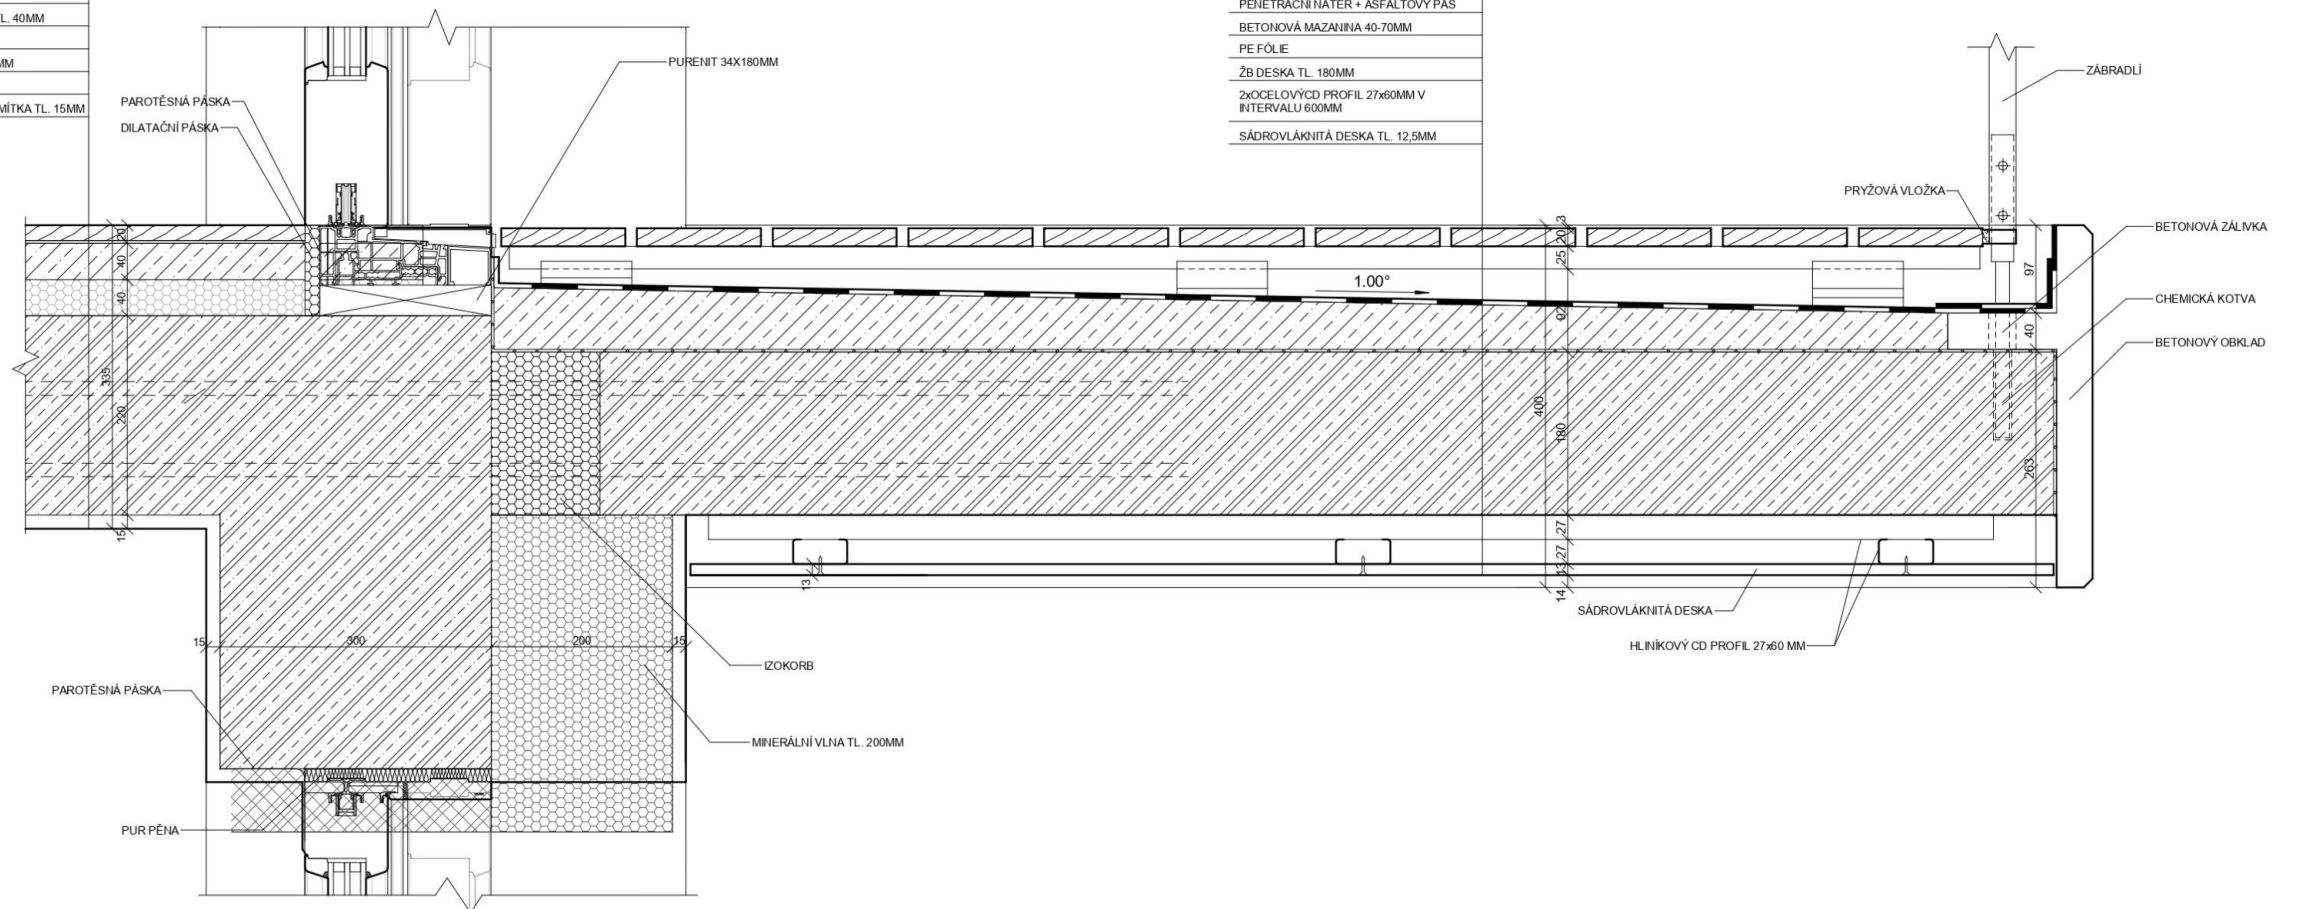 TL. 40MM
MM
MÍTKA TL. 15MM
PAROTĚSNÁ PÁSKA
DILATAČNÍ PÁSKA
PURENIT 34X180MM
PENETRAČNÍ NÁTĚR + ASFALTOVÝ PÁS
BETONOVÁ MAZANINA 40-70MM
PE FÓLIE
ŽB DESKA TL. 180MM
2xOCELOVÝCD PROFIL 27x60MM V
INTERVALU 600MM
SÁDROVLÁKNITÁ DESKA TL. 12,5MM
ZÁBRADLÍ
PRYŽOVÁ VLOŽKA
BETONOVÁ ZÁLIVKA
CHEMICKÁ KOTVA
BETONOVÝ OBKLAD
20
40
40
335
220
15
1.00°
3
20
25
92
400
180
27
27
13
14
97
40
263
13
15
300
200
15
SÁDROVLÁKNITÁ DESKA
HLINÍKOVÝ CD PROFIL 27x60 MM
IZOKORB
PAROTĚSNÁ PÁSKA
MINERÁLNÍ VLNA TL. 200MM
PUR PĚNA